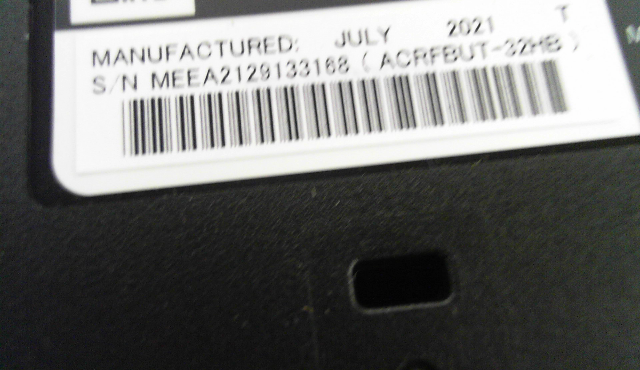 MANUFACTURED: JULY 2021 T
S/N MEEA2129133168 ( ACRFBUT-32HB )
M